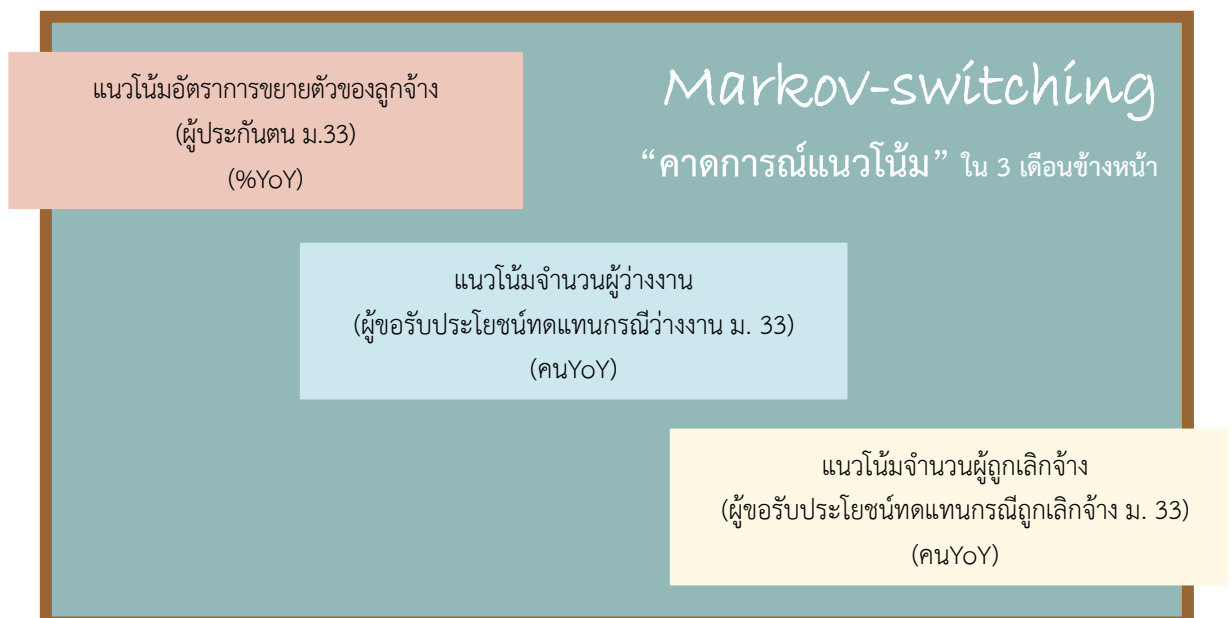 Markov-switching
“คาดการณ์แนวโน้ม” ใน 3 เดือนข้างหน้า
แนวโน้มอัตราการขยายตัวของลูกจ้าง
(ผู้ประกันตน ม.33)
(%YoY)
แนวโน้มจำนวนผู้ว่างงาน
(ผู้ขอรับประโยชน์ทดแทนกรณีว่างงาน ม. 33)
(คนYoY)
แนวโน้มจำนวนผู้ถูกเลิกจ้าง
(ผู้ขอรับประโยชน์ทดแทนกรณีถูกเลิกจ้าง ม. 33)
(คนYoY)